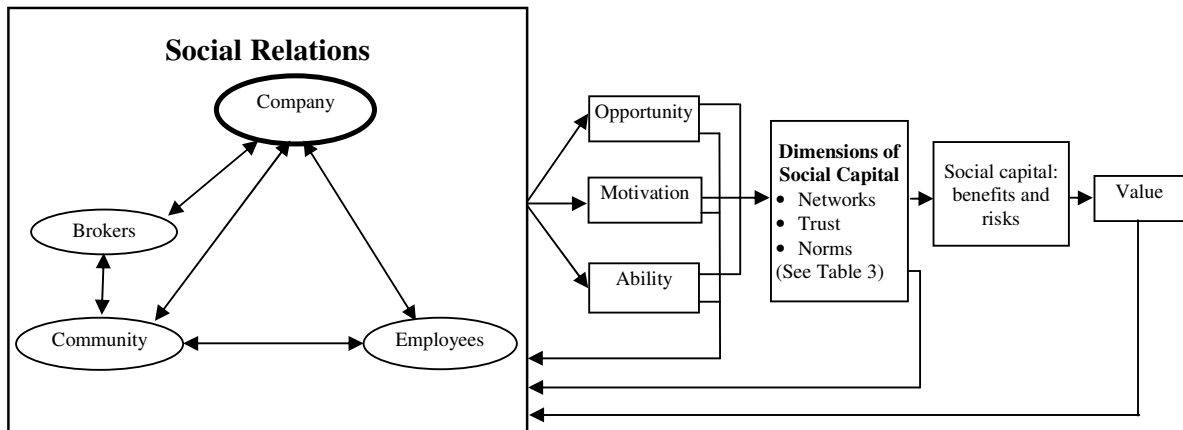 Social Relations
Company
Brokers
Community
Employees
Opportunity
Motivation
Ability
Dimensions of
Social Capital
• Networks
• Trust
• Norms
(See Table 3)
Social capital:
benefits and
risks
Value